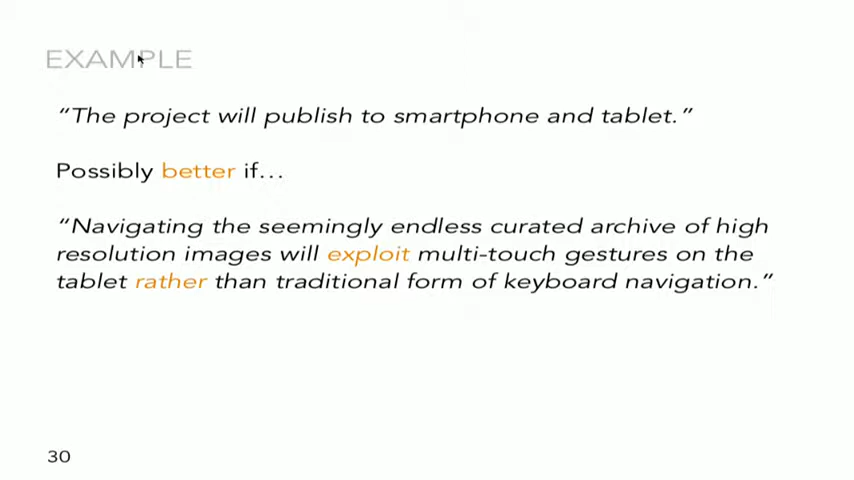 EXAMPLE
“The project will publish to smartphone and tablet.”
Possibly better if…
“Navigating the seemingly endless curated archive of high
resolution images will exploit multi-touch gestures on the
tablet rather than traditional form of keyboard navigation.”
30